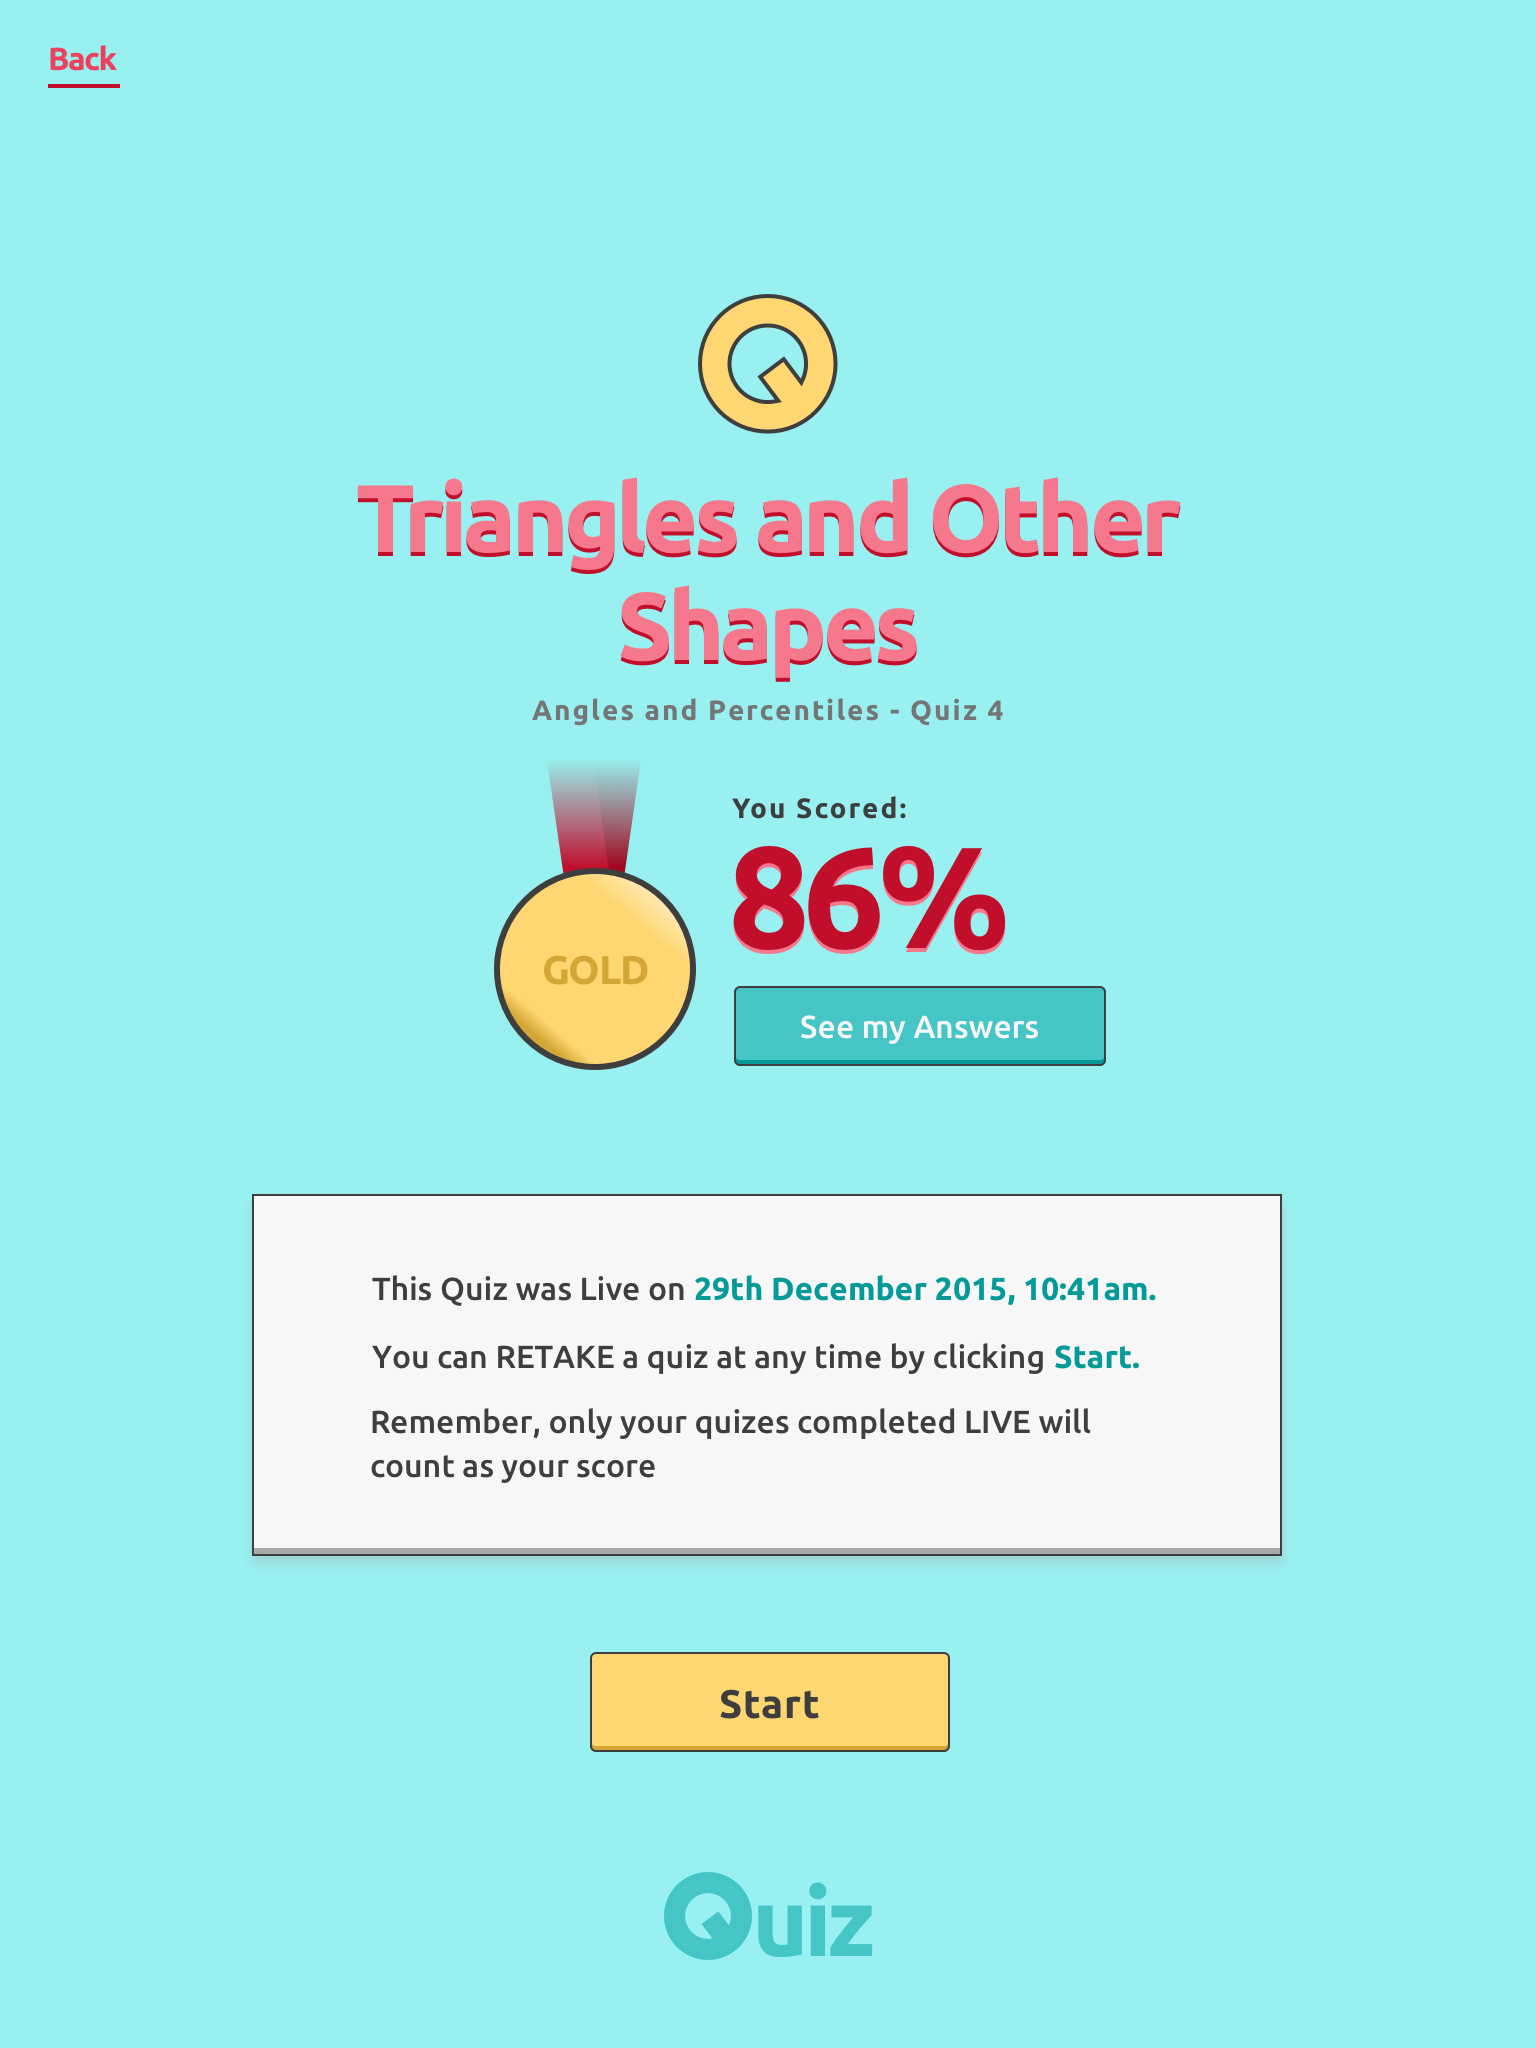 Back
Triangles and Other
Shapes
Angles and Percentiles - Quiz 4
You Scored:
86%
GOLD
See my Answers
This Quiz was Live on 29th December 2015, 10:41am.
You can RETAKE a quiz at any time by clicking Start.
Remember, only your quizes completed LIVE will
count as your score
Start
Quiz